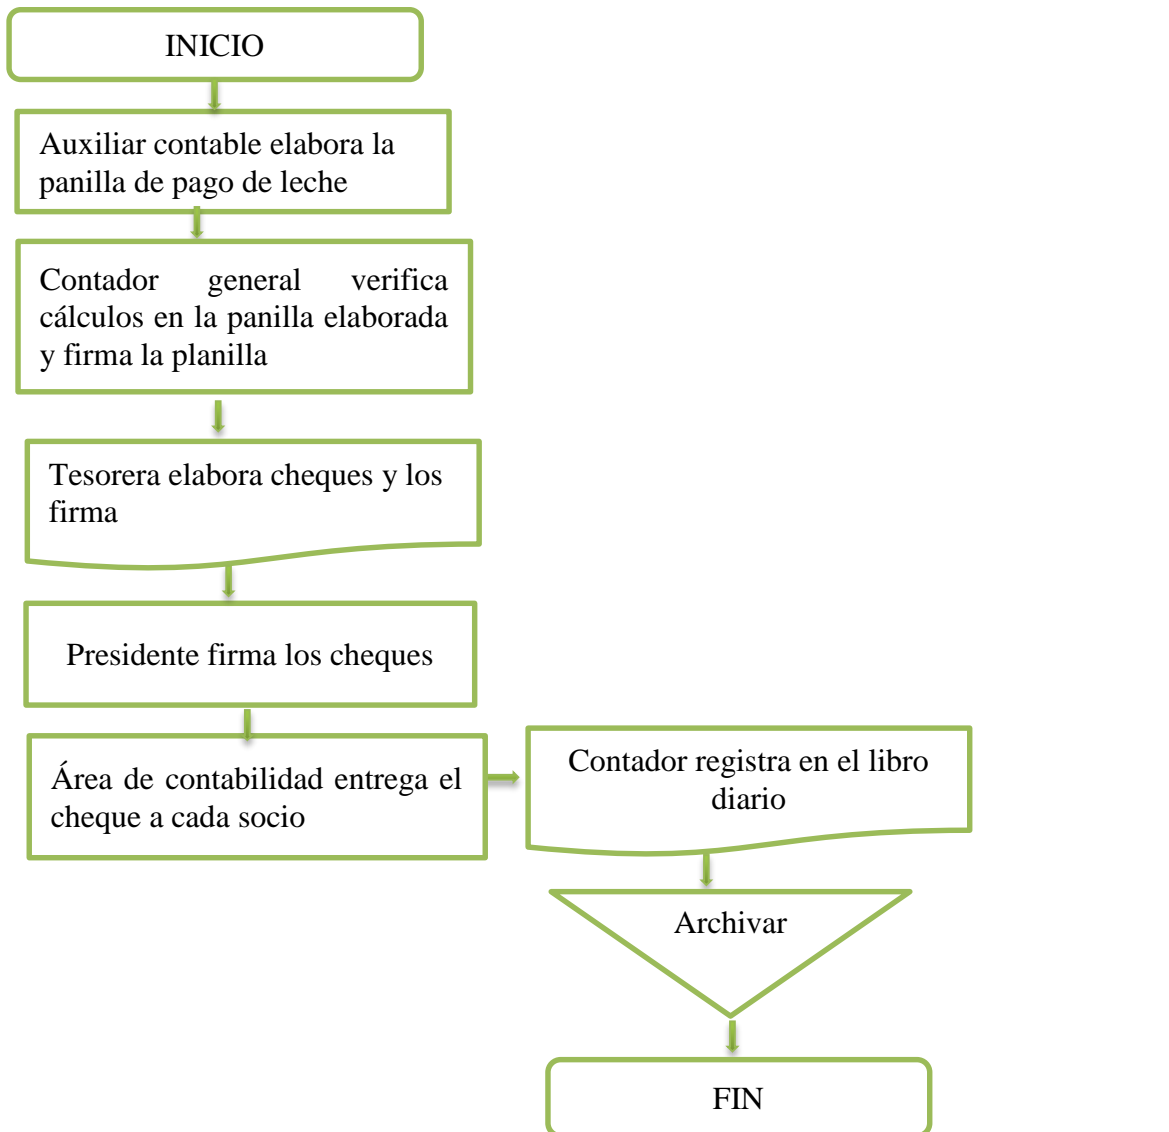 INICIO
Auxiliar contable elabora la
panilla de pago de leche
Contador general verifica
cálculos en la panilla elaborada
y firma la planilla
Tesorera elabora cheques y los
firma
Presidente firma los cheques
Área de contabilidad entrega el
cheque a cada socio
Contador registra en el libro
diario
Archivar
FIN